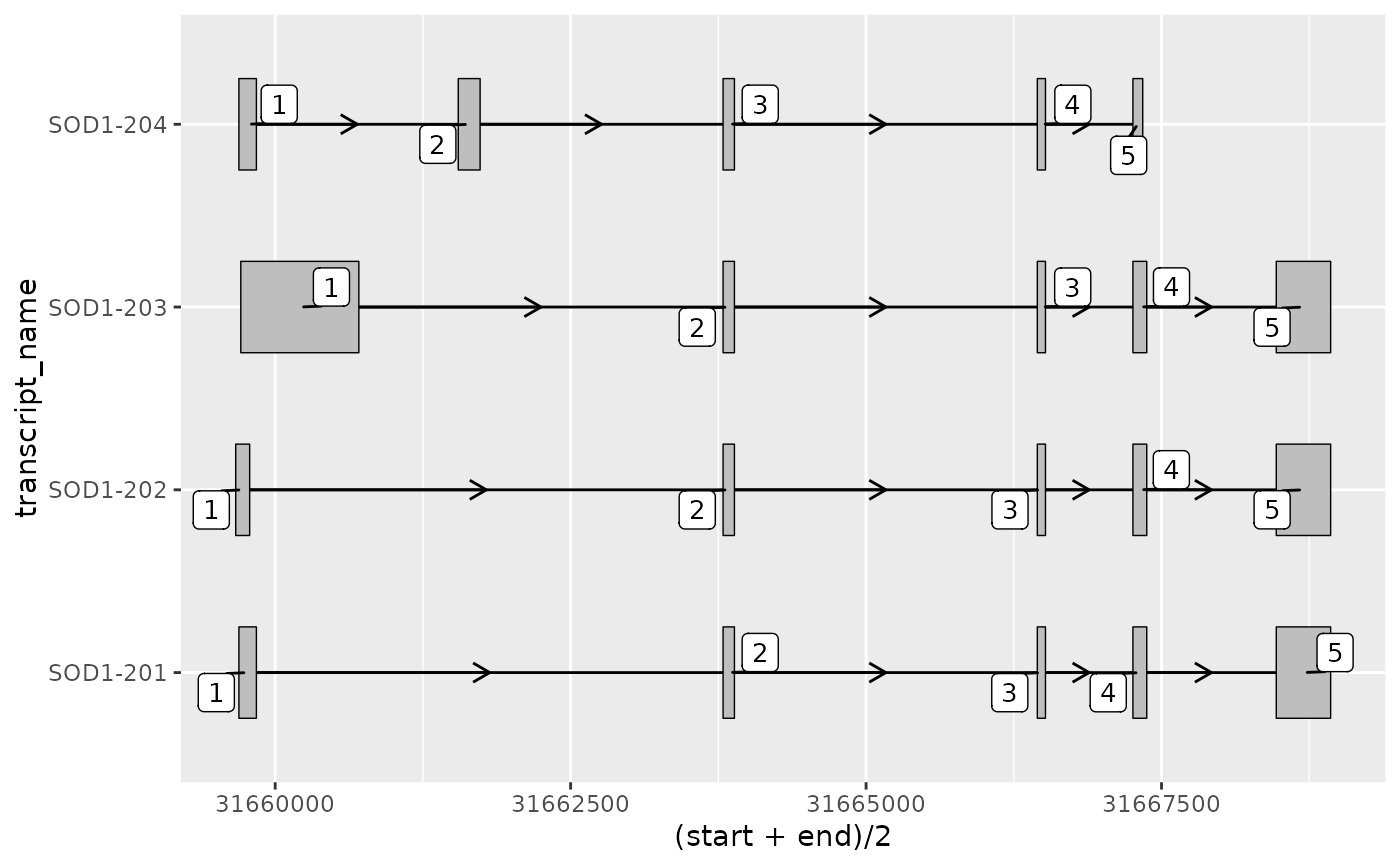 SOD1-204 1 2 3 4 5
SOD1-203 1 2 3 4 5
SOD1-202 1 2 3 4 5
SOD1-201 1 2 3 4 5
transcript_name
31660000 31662500 31665000 31667500
(start + end)/2